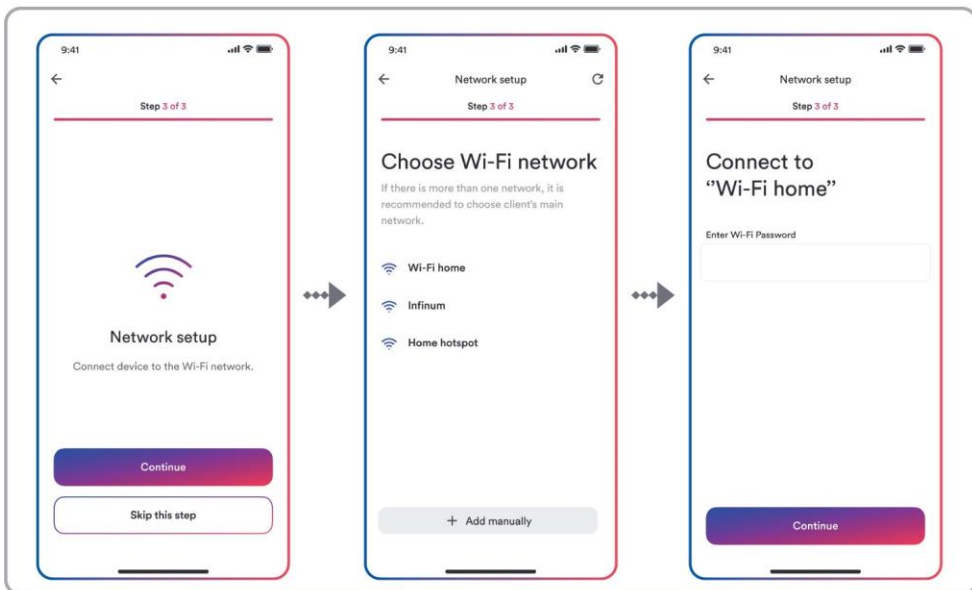 9:41
Step 3 of 3
Network setup
Connect device to the Wi-Fi network.
Continue
Skip this step
9:41
Network setup
Step 3 of 3
Choose Wi-Fi network
If there is more than one network, it is
recommended to choose client's main
network.
Wi-Fi home
Infinum
Home hotspot
+ Add manually
9:41
Network setup
Step 3 of 3
Connect to
‘‘Wi-Fi home”
Enter Wi-Fi Password
Continue